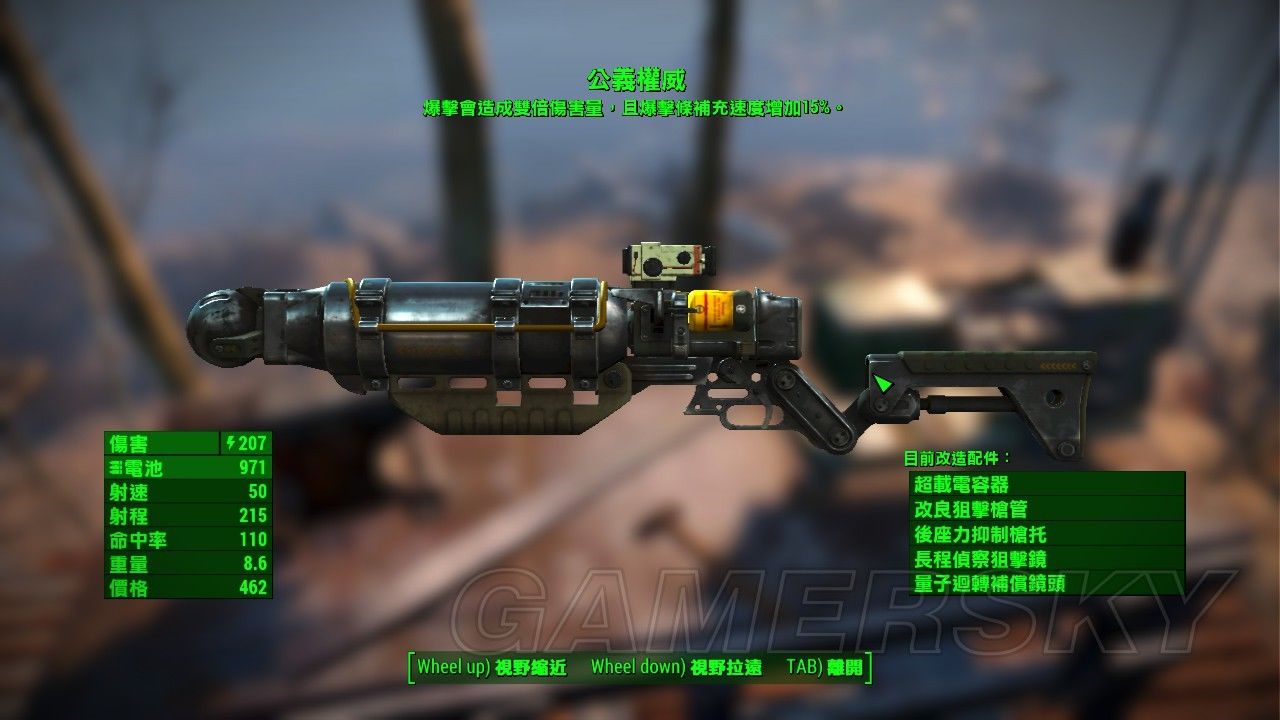 公義權威
爆擊會造成雙倍傷害量，且爆擊條補充速度增加15%。
傷害 207
電池 971
射速 50
射程 215
命中率 110
重量 8.6
價格 462
目前改造配件：
超載電容器
改良狙擊槍管
後座力抑制槍托
長程偵察狙擊鏡
量子迴轉補償鏡頭
GAMERSKY
Wheel up) 視野縮近 Wheel down) 視野拉遠 TAB) 離開